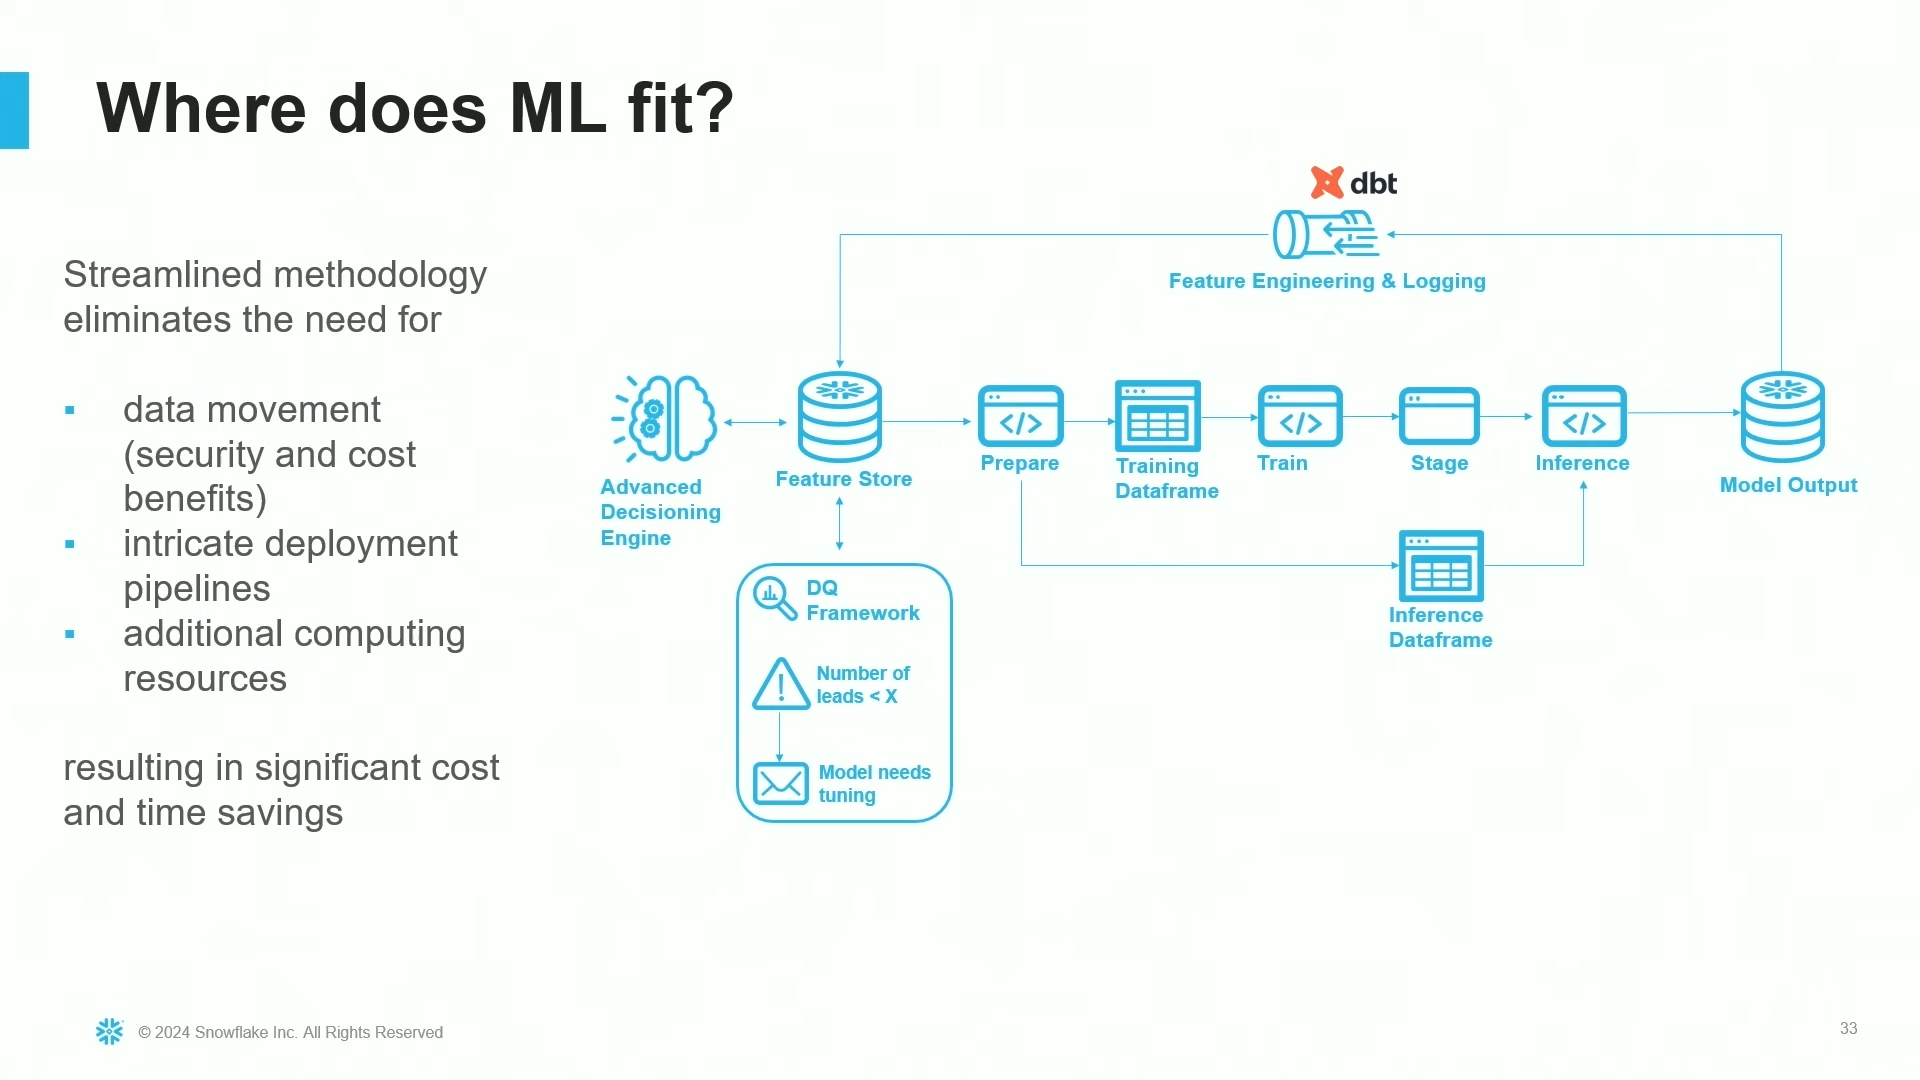 Where does ML fit?
Streamlined methodology
eliminates the need for
▪ data movement
(security and cost
benefits)
▪ intricate deployment
pipelines
▪ additional computing
resources
resulting in significant cost
and time savings
dbt
Feature Engineering & Logging
Advanced
Decisioning
Engine
Feature Store
</> Prepare
Training
Dataframe
</> Train
Stage
</> Inference
Model Output
Inference
Dataframe
DQ
Framework
! Number of
leads < X
Model needs
tuning
© 2024 Snowflake Inc. All Rights Reserved
33